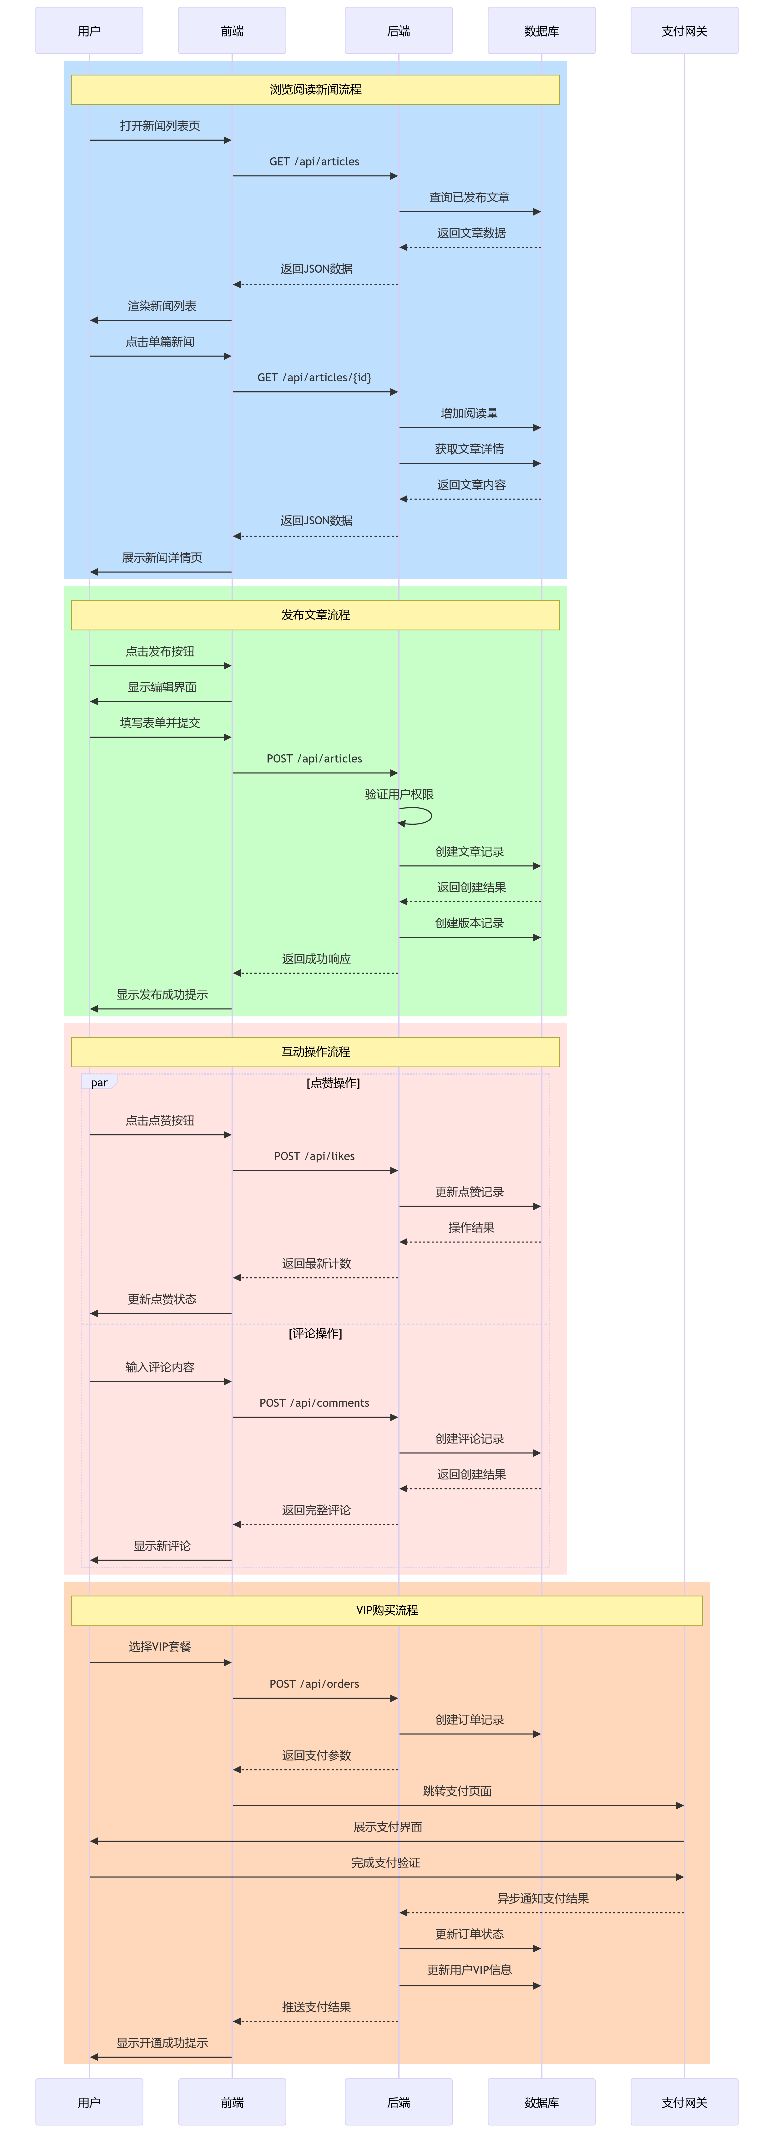 用户
前端
后端
数据库
支付网关
浏览阅读新闻流程
打开新闻列表页
GET /api/articles
查询已发布文章
返回文章数据
返回JSON数据
渲染新闻列表
点击单篇新闻
GET /api/articles/{id}
增加阅读量
获取文章详情
返回文章内容
返回JSON数据
展示新闻详情页
发布文章流程
点击发布按钮
显示编辑界面
填写表单并提交
POST /api/articles
验证用户权限
创建文章记录
返回创建结果
创建版本记录
返回成功响应
显示发布成功提示
互动操作流程
par
[点赞操作]
点击点赞按钮
POST /api/likes
更新点赞记录
操作结果
返回最新计数
更新点赞状态
[评论操作]
输入评论内容
POST /api/comments
创建评论记录
返回创建结果
返回完整评论
显示新评论
VIP购买流程
选择VIP套餐
POST /api/orders
创建订单记录
返回支付参数
跳转支付页面
展示支付界面
完成支付验证
异步通知支付结果
更新订单状态
更新用户VIP信息
推送支付结果
显示开通成功提示
用户
前端
后端
数据库
支付网关